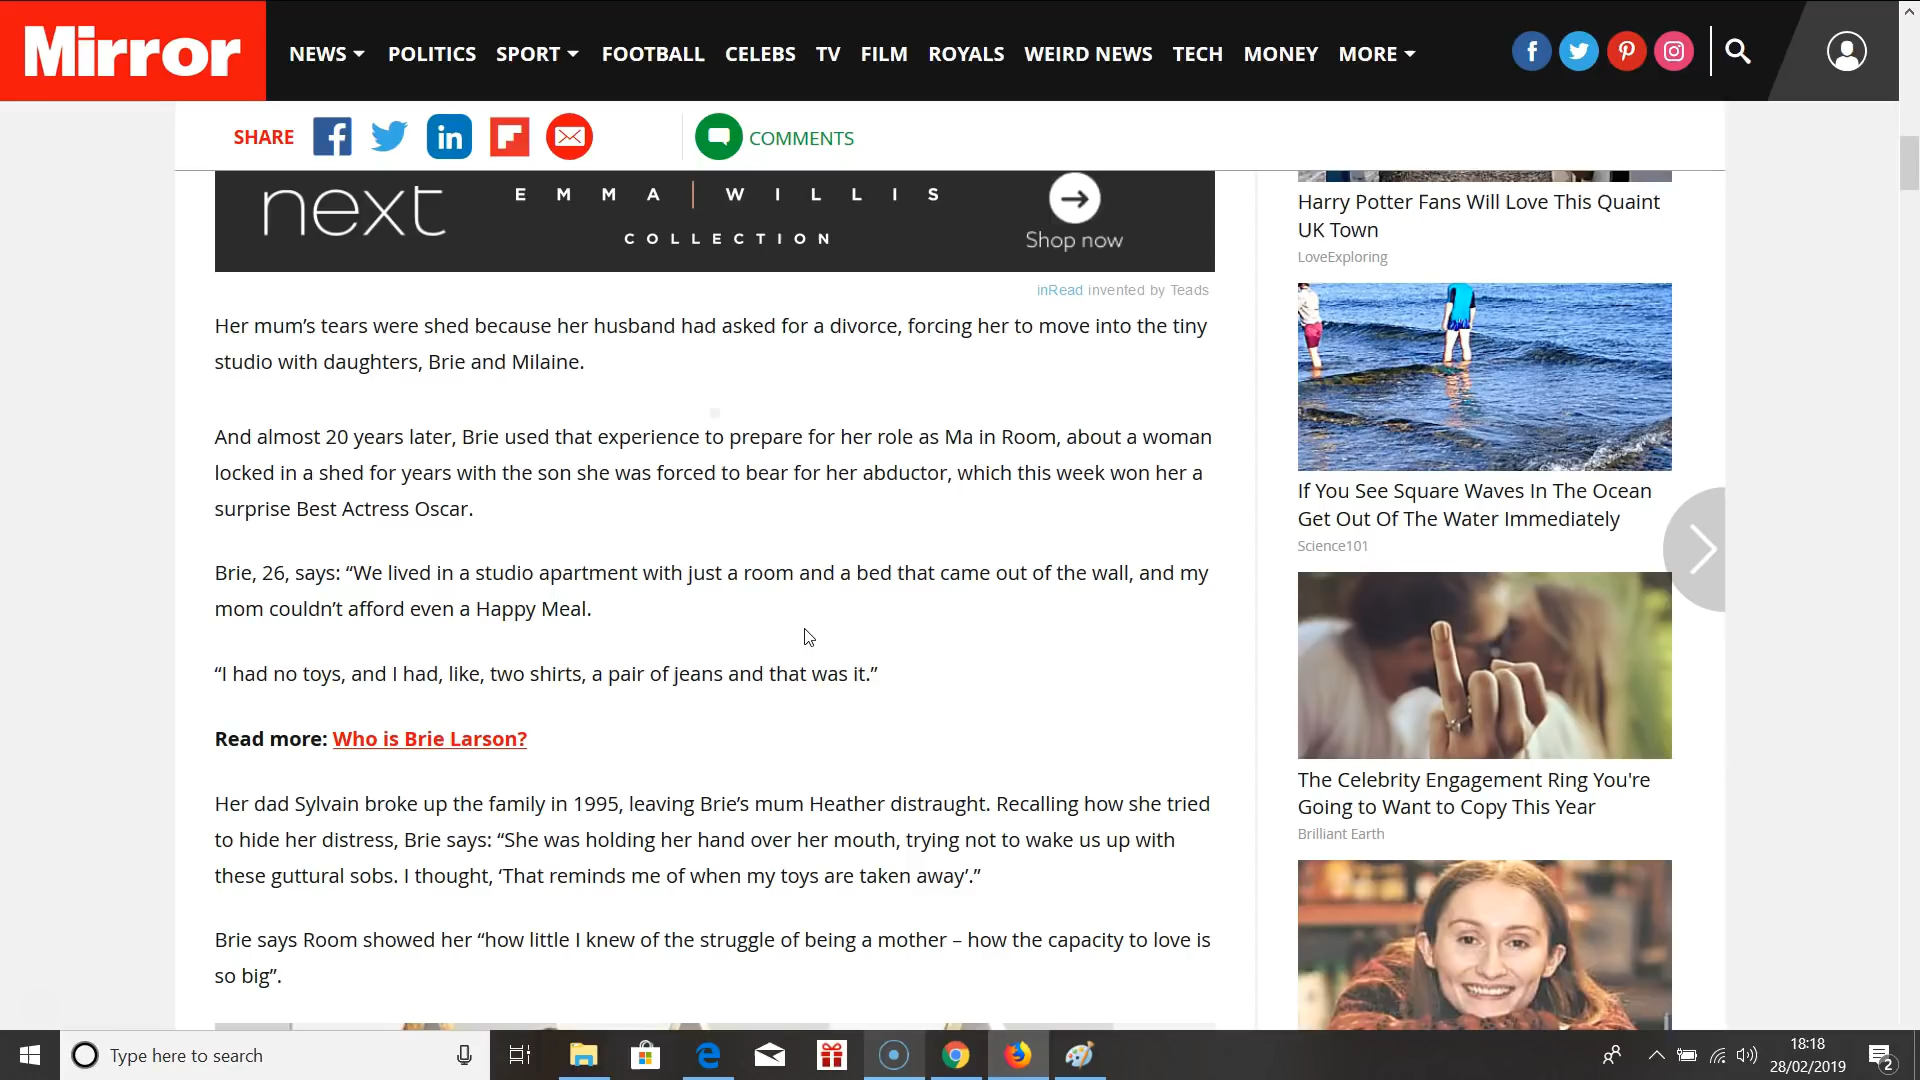 Mirror
NEWS POLITICS SPORT FOOTBALL CELEBS TV FILM ROYALS WEIRD NEWS TECH MONEY MORE
SHARE
COMMENTS
next
EMMA | WILLIS
COLLECTION
Shop now
inRead invented by Teads
Her mum’s tears were shed because her husband had asked for a divorce, forcing her to move into the tiny
studio with daughters, Brie and Milaine.
And almost 20 years later, Brie used that experience to prepare for her role as Ma in Room, about a woman
locked in a shed for years with the son she was forced to bear for her abductor, which this week won her a
surprise Best Actress Oscar.
Brie, 26, says: “We lived in a studio apartment with just a room and a bed that came out of the wall, and my
mom couldn’t afford even a Happy Meal.
“I had no toys, and I had, like, two shirts, a pair of jeans and that was it.”
Read more: Who is Brie Larson?
Her dad Sylvain broke up the family in 1995, leaving Brie’s mum Heather distraught. Recalling how she tried
to hide her distress, Brie says: “She was holding her hand over her mouth, trying not to wake us up with
these guttural sobs. I thought, ‘That reminds me of when my toys are taken away’.”
Brie says Room showed her “how little I knew of the struggle of being a mother – how the capacity to love is
so big”.
Harry Potter Fans Will Love This Quaint
UK Town
LoveExploring
If You See Square Waves In The Ocean
Get Out Of The Water Immediately
Science101
The Celebrity Engagement Ring You're
Going to Want to Copy This Year
Brilliant Earth
Type here to search
18:18
28/02/2019
2